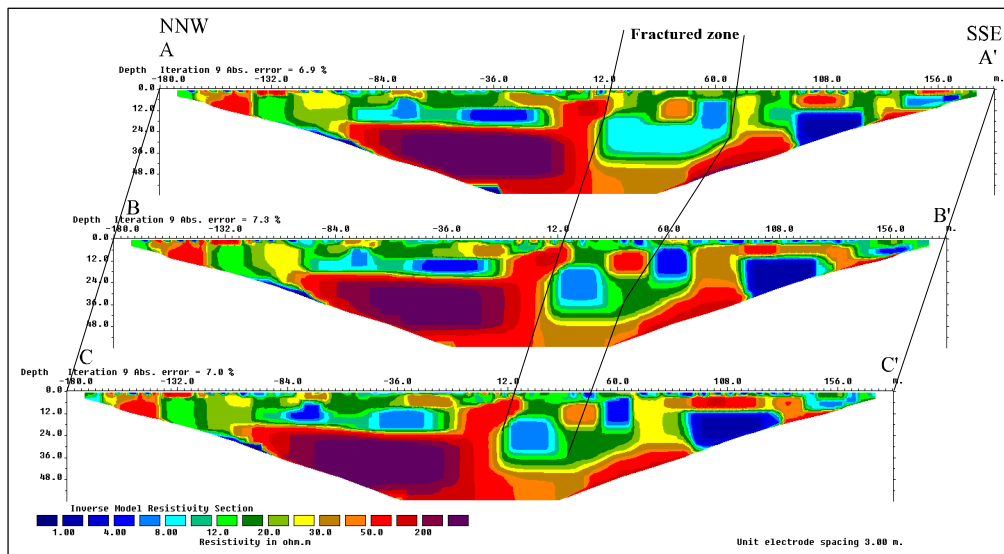 NNW
A
Fractured zone
SSE
A'
Depth Iteration 9 Abs. error = 6.9 %
-180.0 -132.0 -84.0 -36.0 12.0 60.0 108.0 156.0 m.
0.0
12.0
24.0
36.0
48.0
B
B'
Depth Iteration 9 Abs. error = 7.3 %
-180.0 -132.0 -84.0 -36.0 12.0 60.0 108.0 156.0 m.
0.0
12.0
24.0
36.0
48.0
C
C'
Depth Iteration 9 Abs. error = 7.0 %
-180.0 -132.0 -84.0 -36.0 12.0 60.0 108.0 156.0 m.
0.0
12.0
24.0
36.0
48.0
Inverse Model Resistivity Section
1.00 4.00 8.00 12.0 20.0 30.0 50.0 200
Resistivity in ohm.m
Unit electrode spacing 3.00 m.